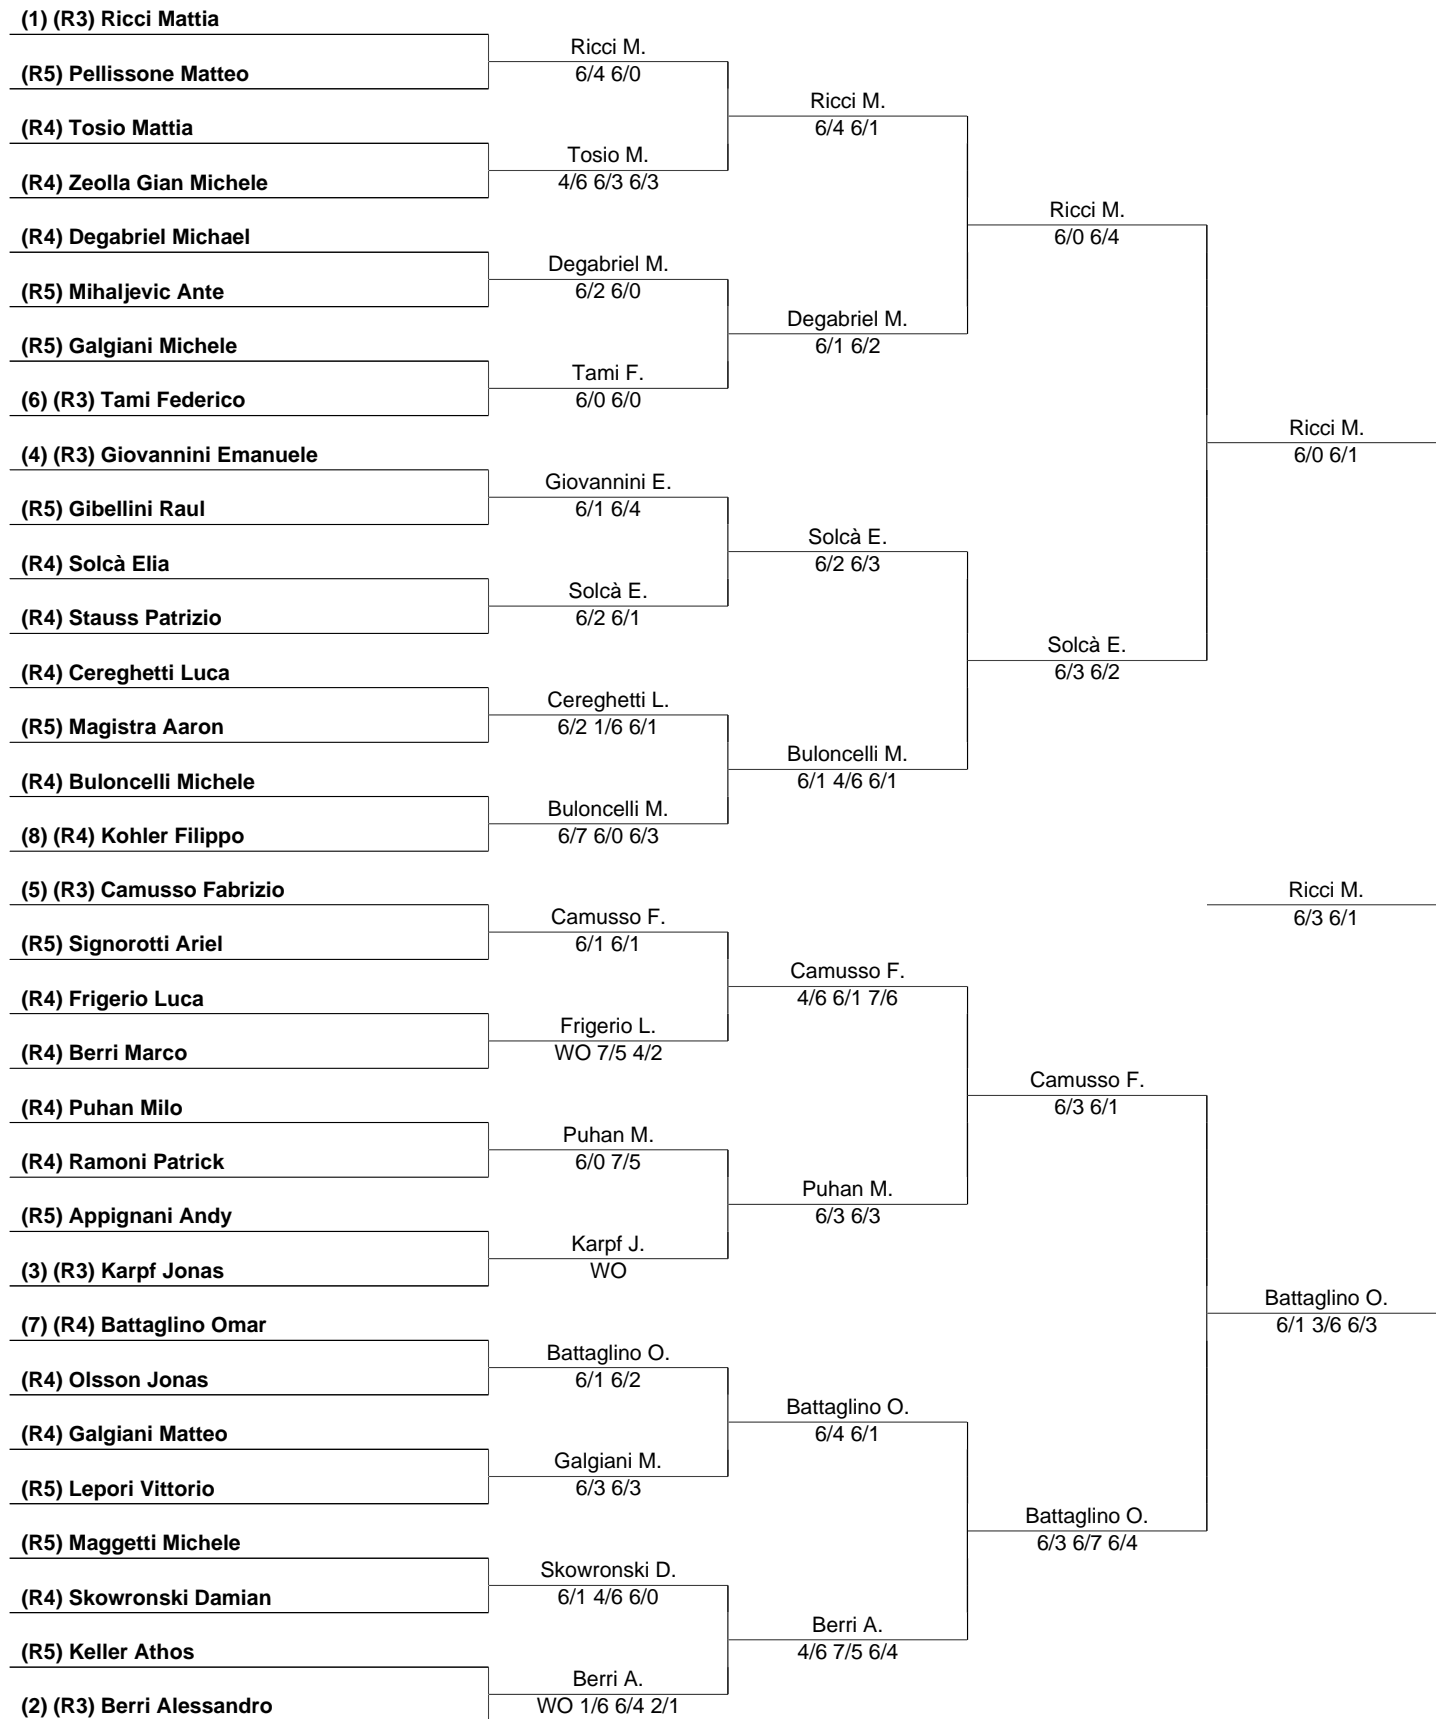 (1) (R3) Ricci Mattia
Ricci M.
(R5) Pellissone Matteo
6/4 6/0
Ricci M.
(R4) Tosio Mattia
6/4 6/1
Tosio M.
(R4) Zeolla Gian Michele
4/6 6/3 6/3
Ricci M.
(R4) Degabriel Michael
6/0 6/4
Degabriel M.
(R5) Mihaljevic Ante
6/2 6/0
Degabriel M.
(R5) Galgiani Michele
6/1 6/2
Tami F.
(6) (R3) Tami Federico
6/0 6/0
Ricci M.
(4) (R3) Giovannini Emanuele
6/0 6/1
Giovannini E.
(R5) Gibellini Raul
6/1 6/4
Solcà E.
(R4) Solcà Elia
6/2 6/3
Solcà E.
(R4) Stauss Patrizio
6/2 6/1
Solcà E.
(R4) Cereghetti Luca
6/3 6/2
Cereghetti L.
(R5) Magistra Aaron
6/2 1/6 6/1
Buloncelli M.
(R4) Buloncelli Michele
6/1 4/6 6/1
Buloncelli M.
(8) (R4) Kohler Filippo
6/7 6/0 6/3
(5) (R3) Camusso Fabrizio
Ricci M.
6/3 6/1
Camusso F.
(R5) Signorotti Ariel
6/1 6/1
Camusso F.
(R4) Frigerio Luca
4/6 6/1 7/6
Frigerio L.
(R4) Berri Marco
WO 7/5 4/2
Camusso F.
(R4) Puhan Milo
6/3 6/1
Puhan M.
(R4) Ramoni Patrick
6/0 7/5
Puhan M.
(R5) Appignani Andy
6/3 6/3
Karpf J.
(3) (R3) Karpf Jonas
WO
Battaglino O.
(7) (R4) Battaglino Omar
6/1 3/6 6/3
Battaglino O.
(R4) Olsson Jonas
6/1 6/2
Battaglino O.
(R4) Galgiani Matteo
6/4 6/1
Galgiani M.
(R5) Lepori Vittorio
6/3 6/3
Battaglino O.
(R5) Maggetti Michele
6/3 6/7 6/4
Skowronski D.
(R4) Skowronski Damian
6/1 4/6 6/0
Berri A.
(R5) Keller Athos
4/6 7/5 6/4
Berri A.
(2) (R3) Berri Alessandro
WO 1/6 6/4 2/1